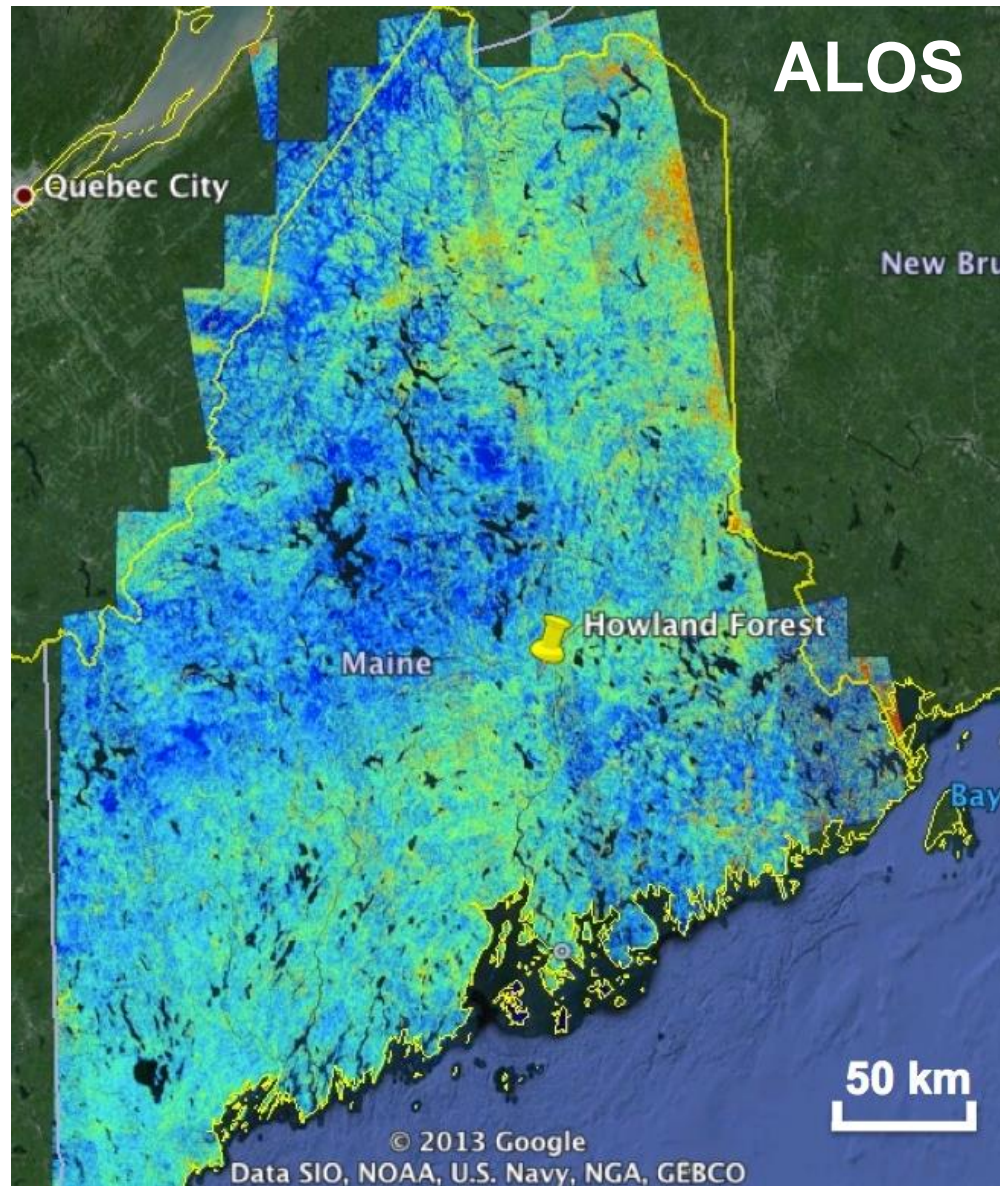 ALOS
Quebec City
New Bru
Howland Forest
Maine
Bay
50 km
© 2013 Google
Data SIO, NOAA, U.S. Navy, NGA, GEBCO